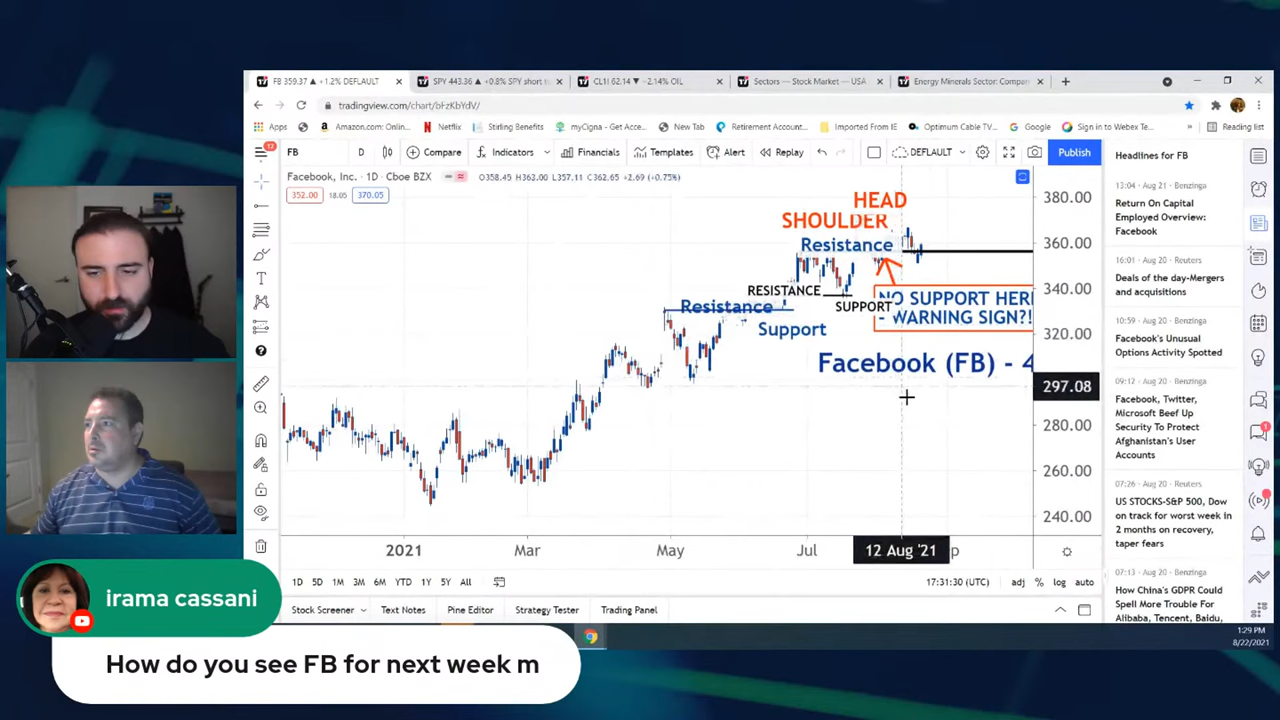 FB 359.37 ▲ +1.2% DEFLAULT
SPY 443.36 ▲ +0.8% SPY short t
CL1! 62.14 ▼ −2.14% OIL
Sectors — Stock Market — USA
Energy Minerals Sector: Compan
tradingview.com/chart/bFzKbYdV/
Apps
Amazon.com: Onlin...
Netflix
Stirling Benefits
myCigna - Get Acce...
New Tab
Retirement Account...
Imported From IE
Optimum Cable TV...
Google
Sign in to Webex Te...
Reading list
FB
D
Compare
Indicators
Financials
Templates
Alert
Replay
DEFLAULT
Publish
Facebook, Inc. · 1D · Cboe BZX
O358.45 H363.00 L357.11 C362.65 +2.69 (+0.75%)
352.00
18.05
370.05
HEAD
SHOULDER
Resistance
RESISTANCE
SUPPORT
Resistance
Support
NO SUPPORT HERE
- WARNING SIGN?!
Facebook (FB) - 4
380.00
360.00
340.00
320.00
297.08
280.00
260.00
240.00
2021
Mar
May
Jul
12 Aug '21
p
1D 5D 1M 3M 6M YTD 1Y 5Y All
17:31:30 (UTC)
adj
%
log
auto
Stock Screener
Text Notes
Pine Editor
Strategy Tester
Trading Panel
Headlines for FB
13:04 · Aug 21 · Benzinga
Return On Capital
Employed Overview:
Facebook
16:01 · Aug 20 · Reuters
Deals of the day-Mergers
and acquisitions
10:59 · Aug 20 · Benzinga
Facebook's Unusual
Options Activity Spotted
09:12 · Aug 20 · Benzinga
Facebook, Twitter,
Microsoft Beef Up
Security To Protect
Afghanistan's User
Accounts
07:26 · Aug 20 · Reuters
US STOCKS-S&P 500, Dow
on track for worst week in
2 months on recovery,
taper fears
07:13 · Aug 20 · Benzinga
How China's GDPR Could
Spell More Trouble For
Alibaba, Tencent, Baidu,
1:29 PM
8/22/2021
irama cassani
How do you see FB for next week m